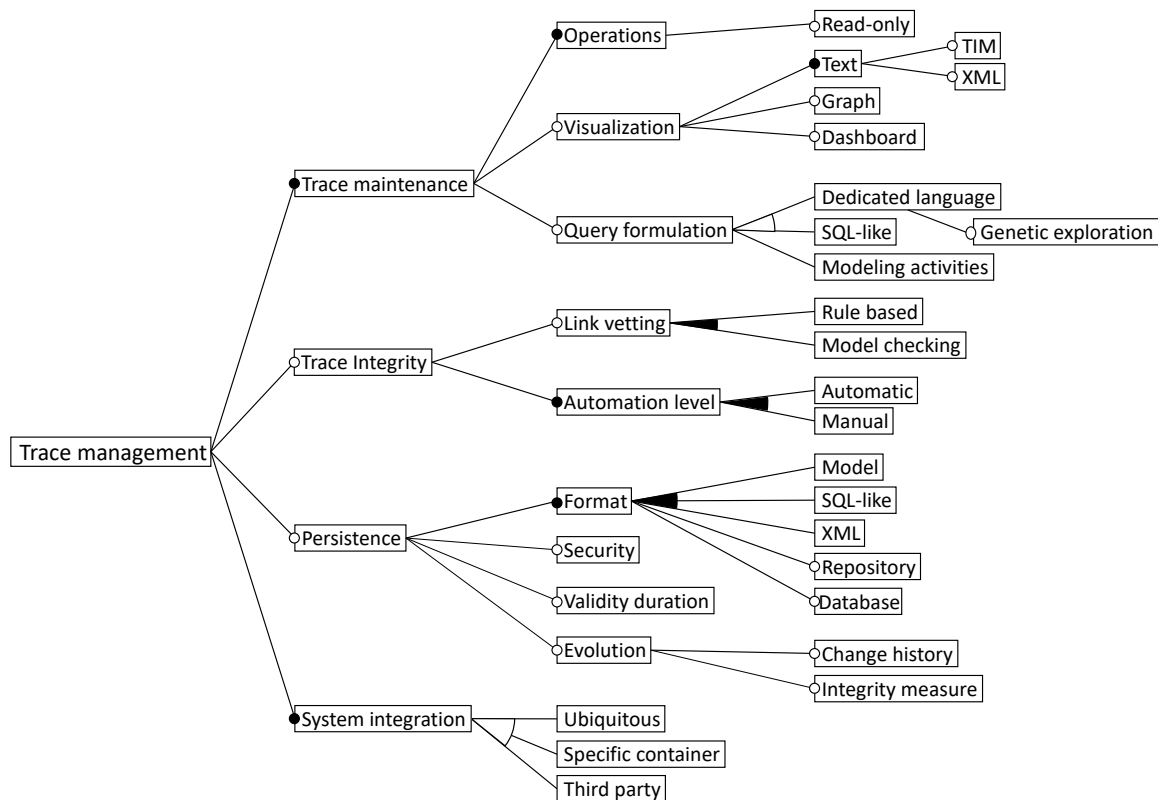 Operations
Read-only
Text
TIM
XML
Graph
Visualization
Dashboard
Trace maintenance
Dedicated language
Query formulation
SQL-like
Genetic exploration
Modeling activities
Link vetting
Rule based
Model checking
Trace Integrity
Automation level
Automatic
Manual
Trace management
Model
Format
SQL-like
XML
Persistence
Security
Repository
Validity duration
Database
Evolution
Change history
Integrity measure
System integration
Ubiquitous
Specific container
Third party